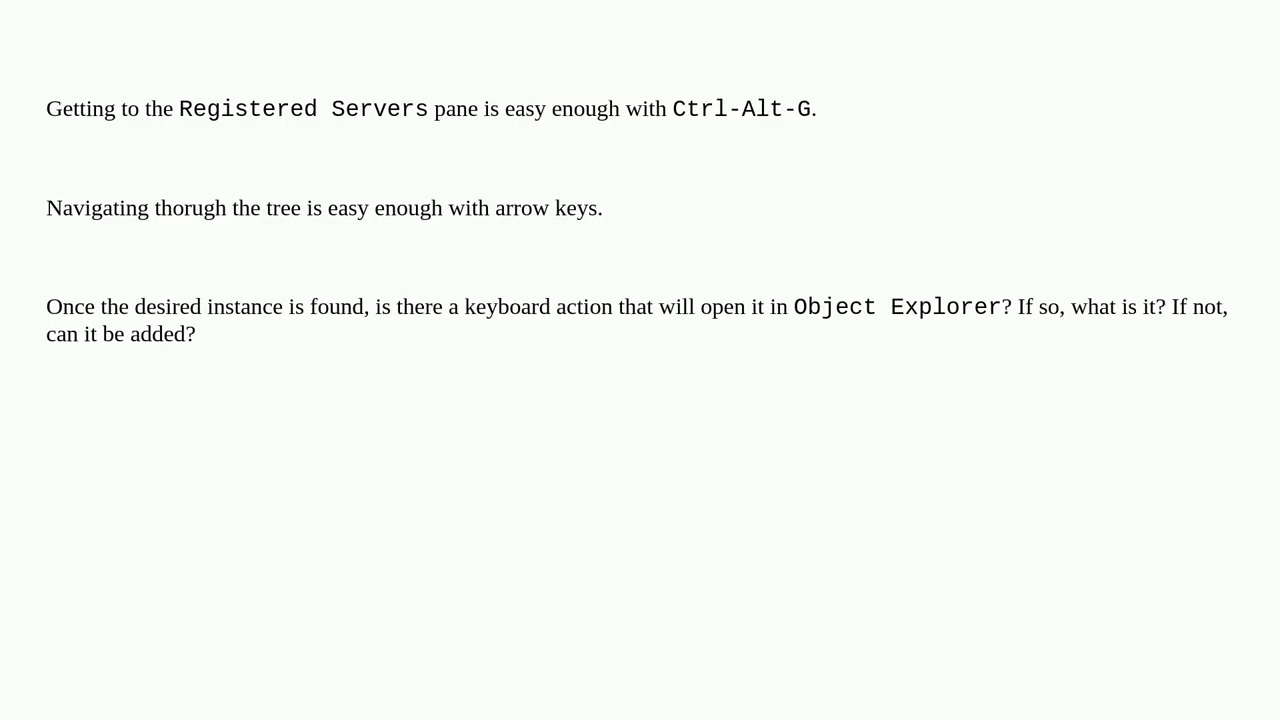 Getting to the Registered Servers pane is easy enough with Ctrl-Alt-G.
Navigating thorugh the tree is easy enough with arrow keys.
Once the desired instance is found, is there a keyboard action that will open it in Object Explorer? If so, what is it? If not,
can it be added?